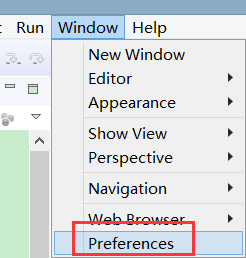 Run Window Help
New Window
Editor
Appearance
Show View
Perspective
Navigation
Web Browser
Preferences